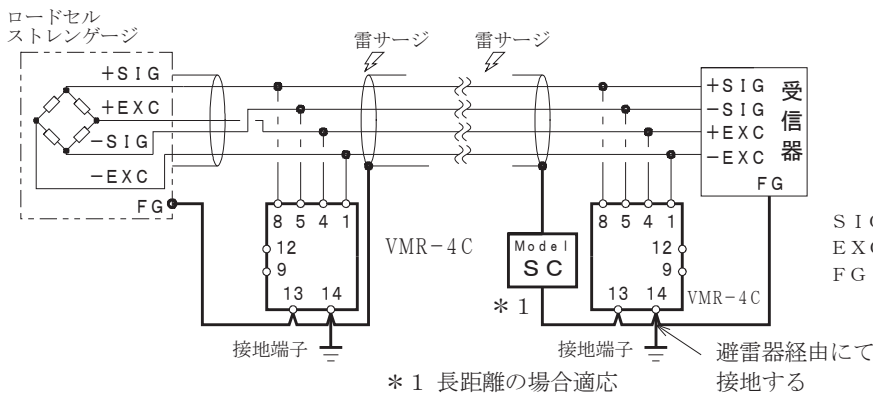 ロードセル
ストレンゲージ
雷サージ
雷サージ
+SIG
+EXC
-SIG
-EXC
FG
+SIG
-SIG
+EXC
-EXC
FG
受信器
8 5 4 1
12
9
13 14
VMR-4C
接地端子
Model
SC
*1
8 5 4 1
12
9
13 14
VMR-4C
接地端子
避雷器経由にて
接地する
*1 長距離の場合適応
SIG
EXC
FG